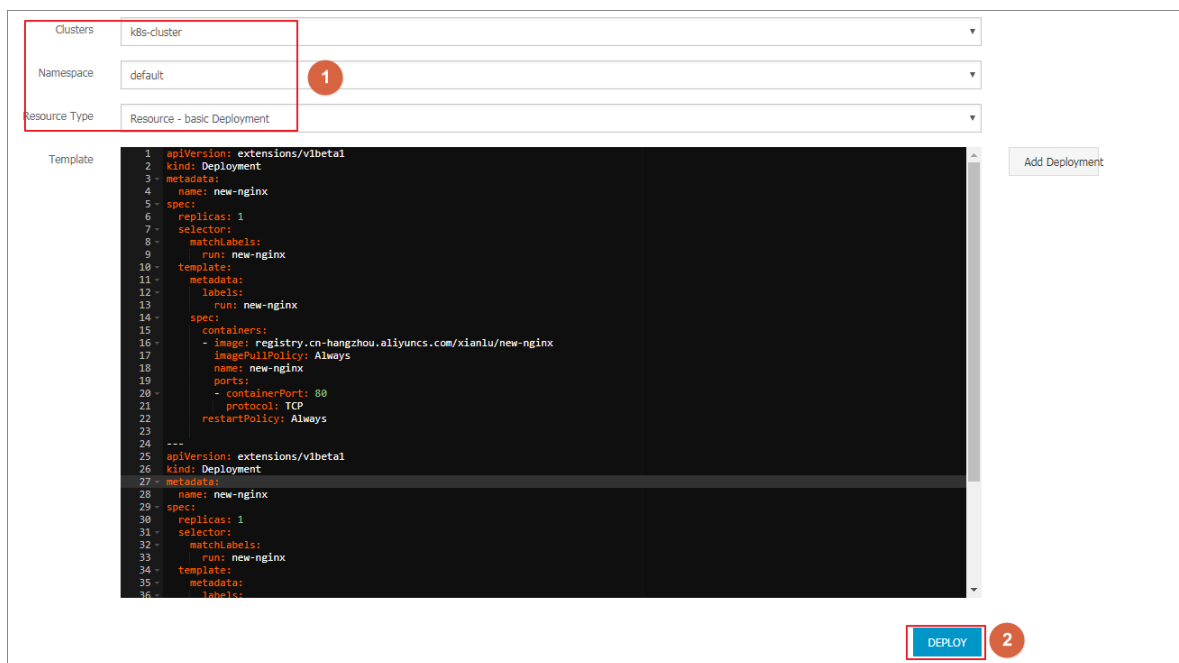 Clusters k8s-cluster
Namespace default 1
Resource Type Resource - basic Deployment
Template Add Deployment
1 apiVersion: extensions/v1beta1
2 kind: Deployment
3 metadata:
4 name: new-nginx
5 spec:
6 replicas: 1
7 selector:
8 matchLabels:
9 run: new-nginx
10 template:
11 metadata:
12 labels:
13 run: new-nginx
14 spec:
15 containers:
16 - image: registry.cn-hangzhou.aliyuncs.com/xianlu/new-nginx
17 imagePullPolicy: Always
18 name: new-nginx
19 ports:
20 - containerPort: 80
21 protocol: TCP
22 restartPolicy: Always
23
24 ---
25 apiVersion: extensions/v1beta1
26 kind: Deployment
27 metadata:
28 name: new-nginx
29 spec:
30 replicas: 1
31 selector:
32 matchLabels:
33 run: new-nginx
34 template:
35 metadata:
36 labels:
DEPLOY 2